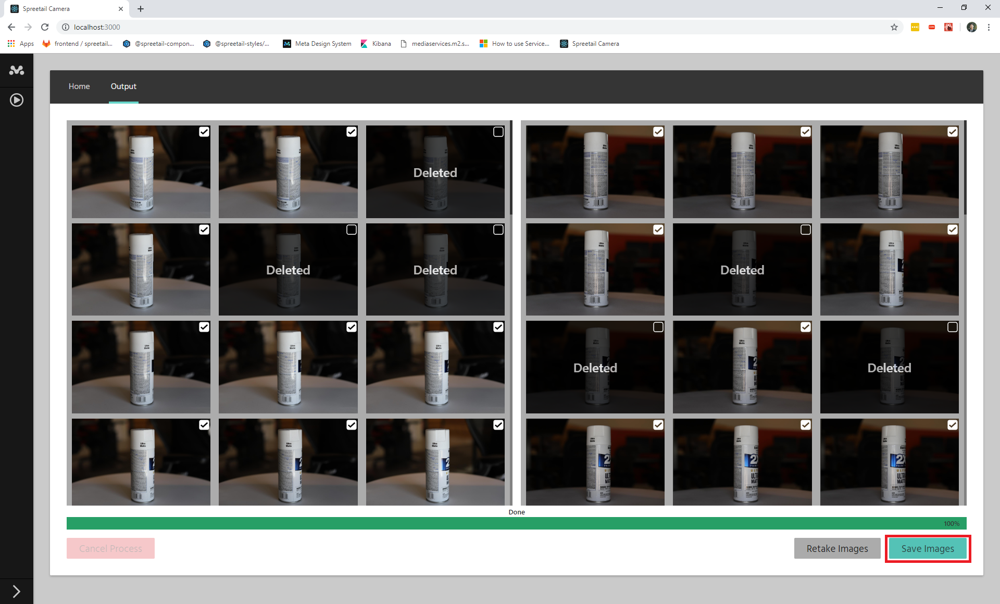 Spreetail Camera
localhost:3000
Apps
frontend / spreetail...
@spreetail-compon...
@spreetail-styles/...
Meta Design System
Kibana
mediaservices.m2.s...
How to use Service...
Spreetail Camera
Home
Output
Deleted
Deleted
Deleted
Deleted
Deleted
Deleted
Done
100%
Cancel Process
Retake Images
Save Images